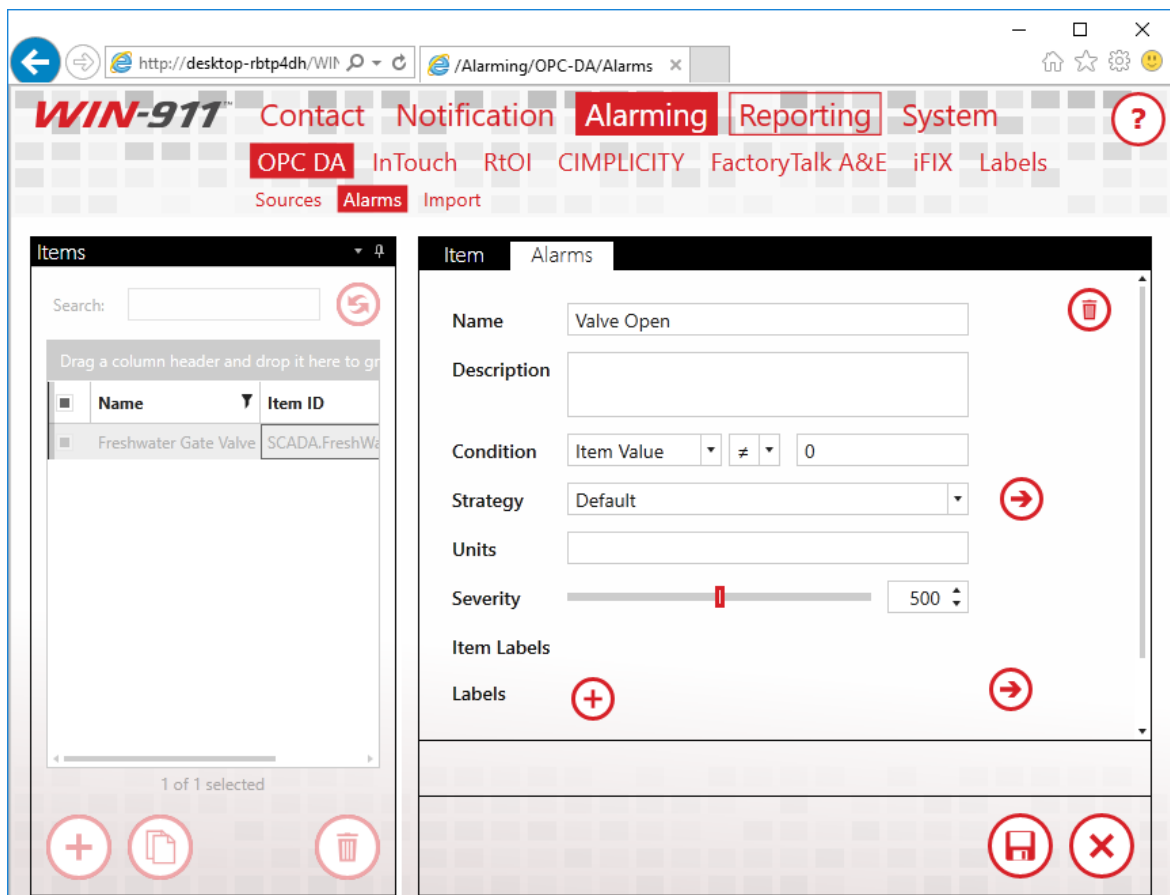 http://desktop-rbtp4dh/WIN
/Alarming/OPC-DA/Alarms
WIN-911™ Contact Notification Alarming Reporting System ?
OPC DA InTouch RtOI CIMPLICITY FactoryTalk A&E iFIX Labels
Sources Alarms Import
Items
Search:
Drag a column header and drop it here to gr
Name Item ID
Freshwater Gate Valve SCADA.FreshWa
1 of 1 selected
Item Alarms
Name Valve Open
Description
Condition Item Value ≠ 0
Strategy Default
Units
Severity 500
Item Labels
Labels